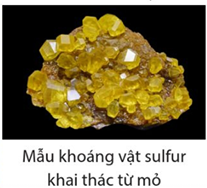 Mẫu khoáng vật sulfur
khai thác từ mỏ